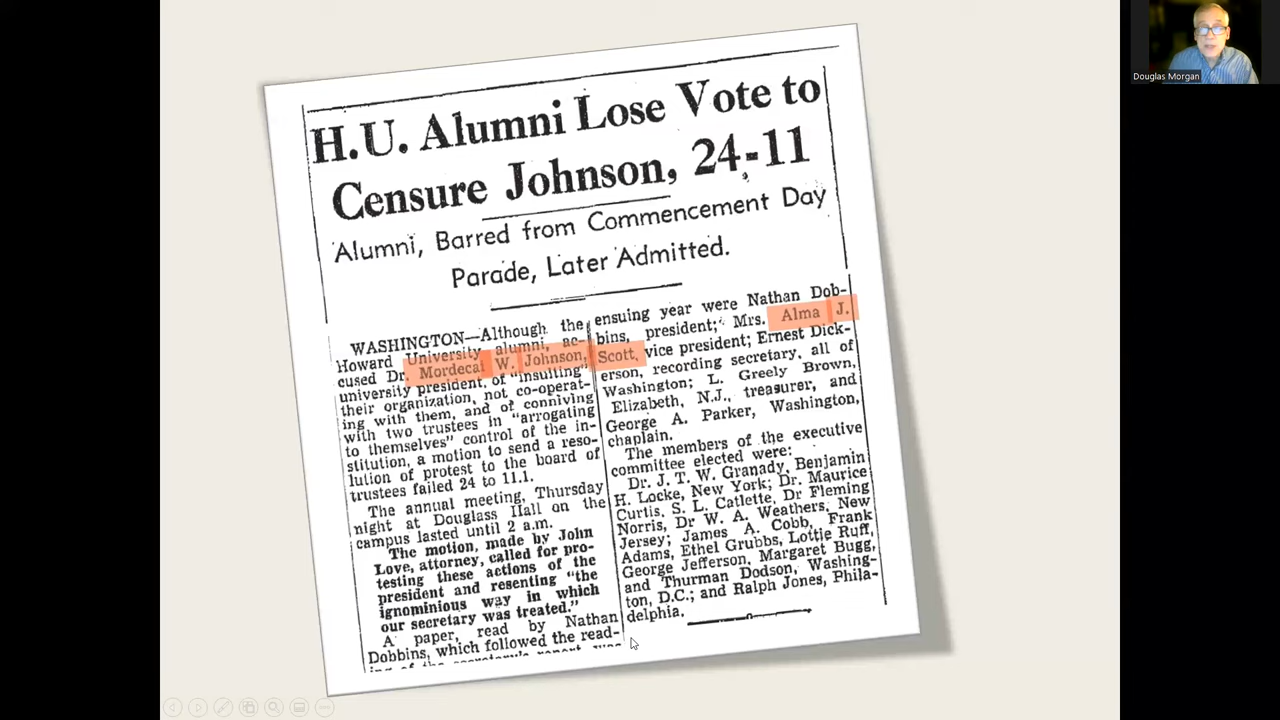 H.U. Alumni Lose Vote to
Censure Johnson, 24-11
Alumni, Barred from Commencement Day
Parade, Later Admitted.
WASHINGTON—Although the
Howard University alumni, ac-
cused Dr. Mordecai W. Johnson,
university president, of "insulting"
their organization, not co-operat-
ing with them, and of conniving
with two trustees in "arrogating
to themselves" control of the in-
stitution, a motion to send a reso-
lution of protest to the board of
trustees failed 24 to 11.1.
The annual meeting, Thursday
night at Douglass Hall on the
campus lasted until 2 a.m.
The motion, made by John
Love, attorney, called for pro-
testing these actions of the
president and resenting "the
ignominious way in which
our secretary was treated."
A paper, read by Nathan
Dobbins, which followed the read-
ing of the secretary's report, was
ensuing year were Nathan Dob-
bins, president; Mrs. Alma J.
Scott, vice president; Ernest Dick-
erson, recording secretary, all of
Washington; L. Greely Brown,
Elizabeth, N.J., treasurer, and
George A. Parker, Washington,
chaplain.
The members of the executive
committee elected were:
Dr. J. T. W. Granady, Benjamin
H. Locke, New York; Dr. Maurice
Curtis, S. L. Catlette, Dr Fleming
Norris, Dr W. A. Weathers, New
Jersey; James A. Cobb, Frank
Adams, Ethel Grubbs, Lottie Ruff,
George Jefferson, Margaret Bugg,
and Thurman Dodson, Washing-
ton, D.C.; and Ralph Jones, Phila-
delphia.
Douglas Morgan